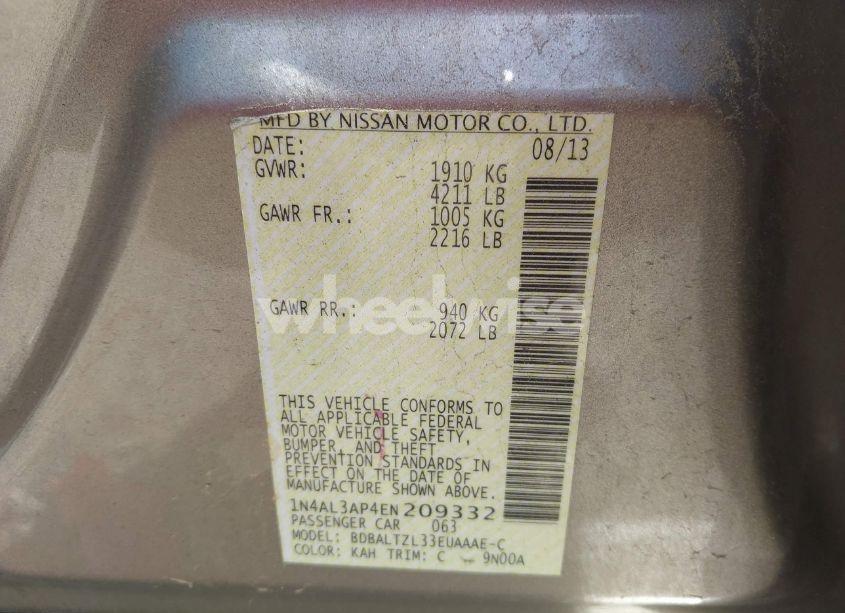 MFD BY NISSAN MOTOR CO., LTD.
DATE: 08/13
GVWR: 1910 KG
4211 LB
GAWR FR.: 1005 KG
2216 LB
GAWR RR.: 940 KG
2072 LB
wheelwise
THIS VEHICLE CONFORMS TO
ALL APPLICABLE FEDERAL
MOTOR VEHICLE SAFETY,
BUMPER, AND THEFT
PREVENTION STANDARDS IN
EFFECT ON THE DATE OF
MANUFACTURE SHOWN ABOVE.
1N4AL3AP4EN209332
PASSENGER CAR 063
MODEL: BDBALTZL33EUAAAE-C
COLOR: KAH TRIM: C 9N00A